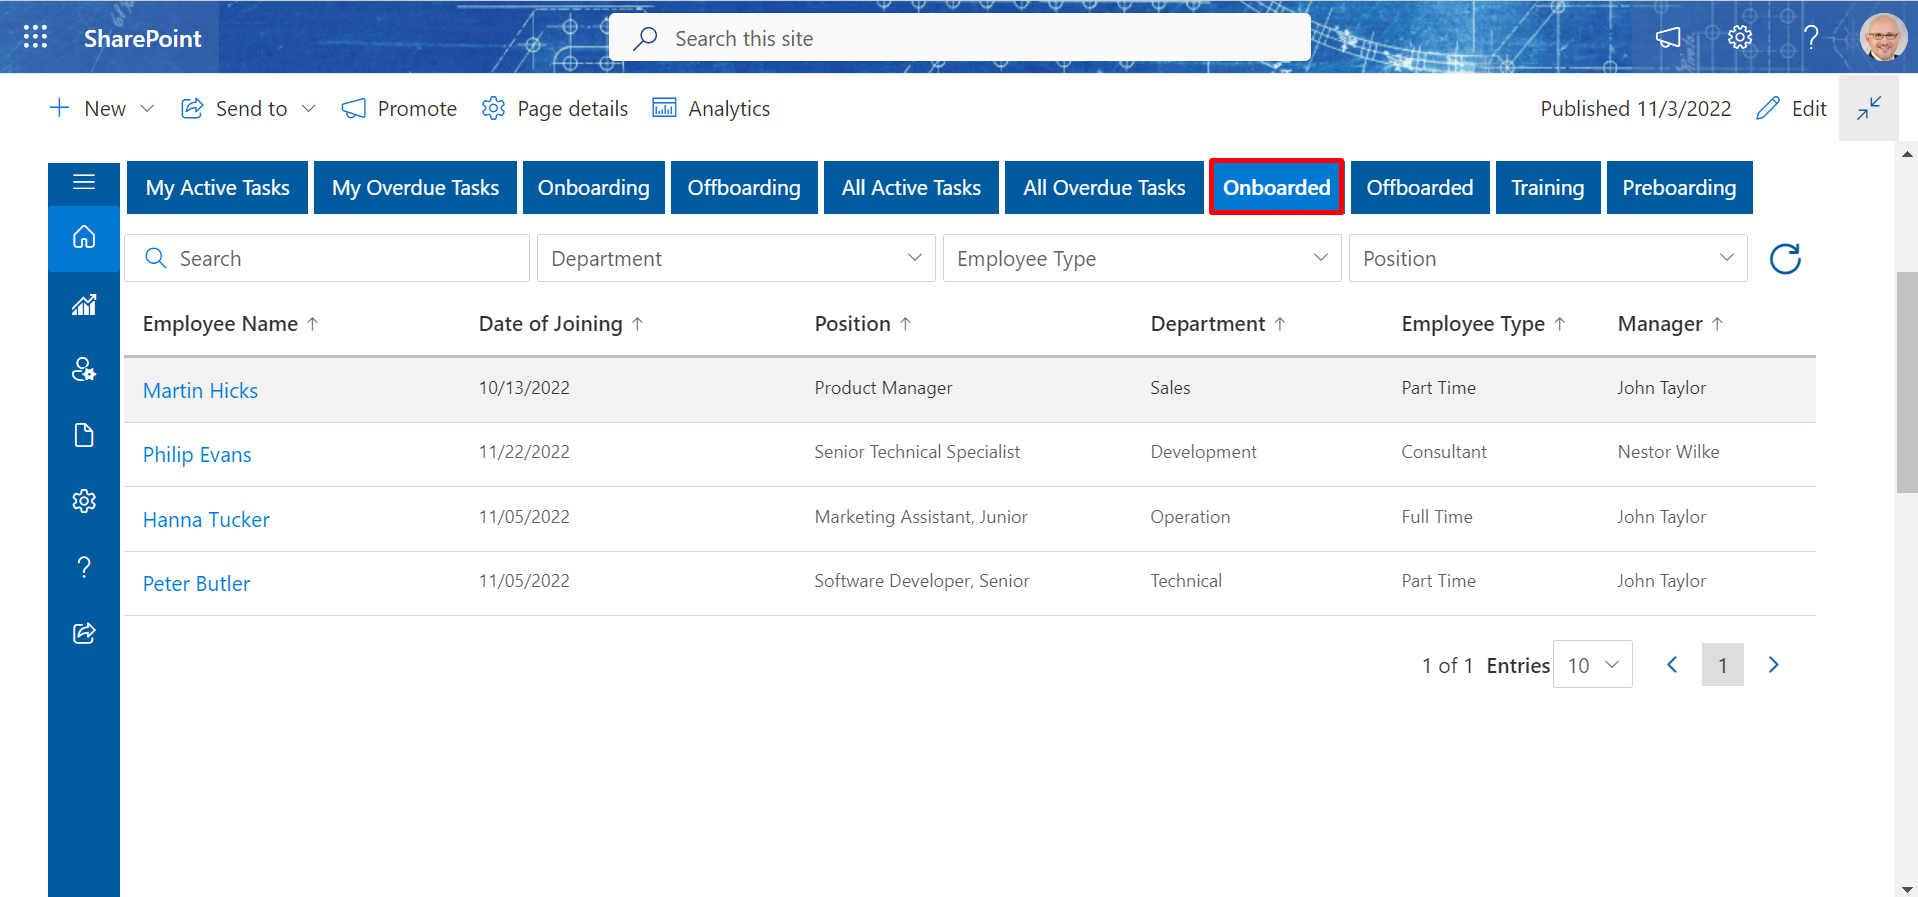 SharePoint Search this site ?
New Send to Promote Page details Analytics Published 11/3/2022 Edit
My Active Tasks My Overdue Tasks Onboarding Offboarding All Active Tasks All Overdue Tasks Onboarded Offboarded Training Preboarding
Search Department Employee Type Position
Employee Name ↑ Date of Joining ↑ Position ↑ Department ↑ Employee Type ↑ Manager ↑
Martin Hicks 10/13/2022 Product Manager Sales Part Time John Taylor
Philip Evans 11/22/2022 Senior Technical Specialist Development Consultant Nestor Wilke
Hanna Tucker 11/05/2022 Marketing Assistant, Junior Operation Full Time John Taylor
Peter Butler 11/05/2022 Software Developer, Senior Technical Part Time John Taylor
1 of 1 Entries 10 1